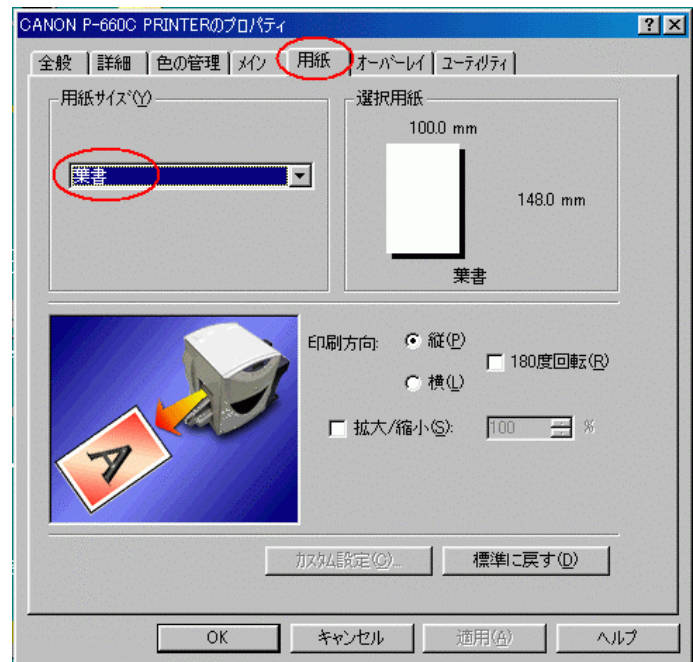 CANON P-660C PRINTERのプロパティ
? ×
全般 詳細 色の管理 メイン 用紙 オーバーレイ ユーティリティ
用紙サイズ(Y)
葉書
選択用紙
100.0 mm
148.0 mm
葉書
A
印刷方向: 縦(P)
横(L)
180度回転(R)
拡大/縮小(S): 100 %
カスタム設定(C)... 標準に戻す(D)
OK キャンセル 適用(A) ヘルプ